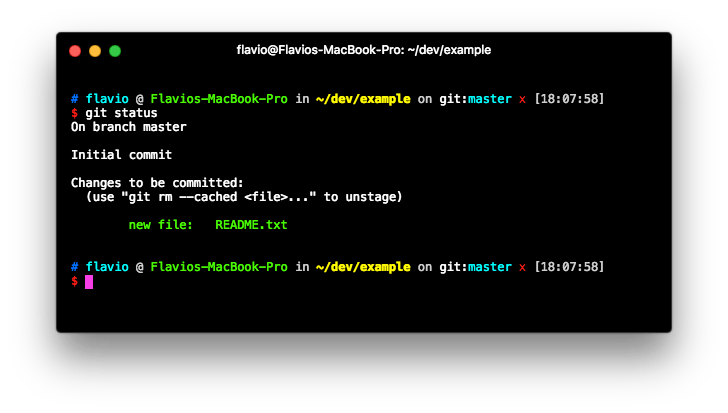 flavio@Flavios-MacBook-Pro: ~/dev/example
# flavio @ Flavios-MacBook-Pro in ~/dev/example on git:master x [18:07:58]
$ git status
On branch master
Initial commit
Changes to be committed:
  (use "git rm --cached <file>..." to unstage)
        new file:   README.txt
# flavio @ Flavios-MacBook-Pro in ~/dev/example on git:master x [18:07:58]
$